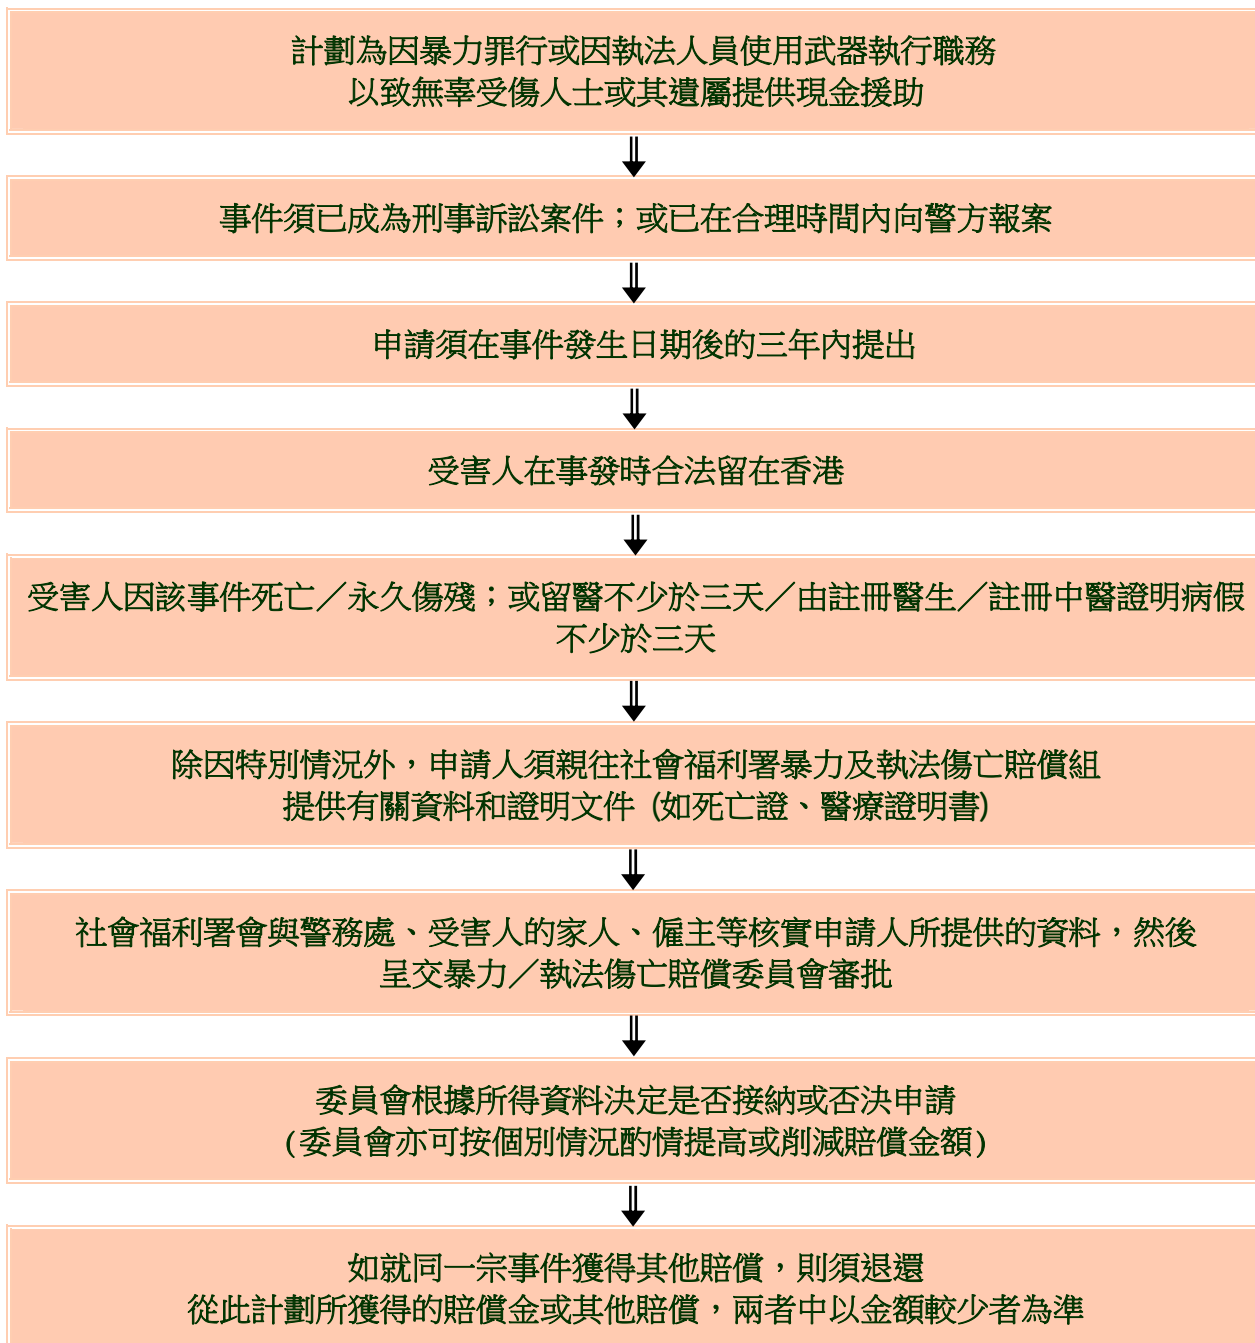 計劃為因暴力罪行或因執法人員使用武器執行職務
以致無辜受傷人士或其遺屬提供現金援助
事件須已成為刑事訴訟案件；或已在合理時間內向警方報案
申請須在事件發生日期後的三年內提出
受害人在事發時合法留在香港
受害人因該事件死亡／永久傷殘；或留醫不少於三天／由註冊醫生／註冊中醫證明病假
不少於三天
除因特別情況外，申請人須親往社會福利署暴力及執法傷亡賠償組
提供有關資料和證明文件 (如死亡證、醫療證明書)
社會福利署會與警務處、受害人的家人、僱主等核實申請人所提供的資料，然後
呈交暴力／執法傷亡賠償委員會審批
委員會根據所得資料決定是否接納或否決申請
(委員會亦可按個別情況酌情提高或削減賠償金額)
如就同一宗事件獲得其他賠償，則須退還
從此計劃所獲得的賠償金或其他賠償，兩者中以金額較少者為準